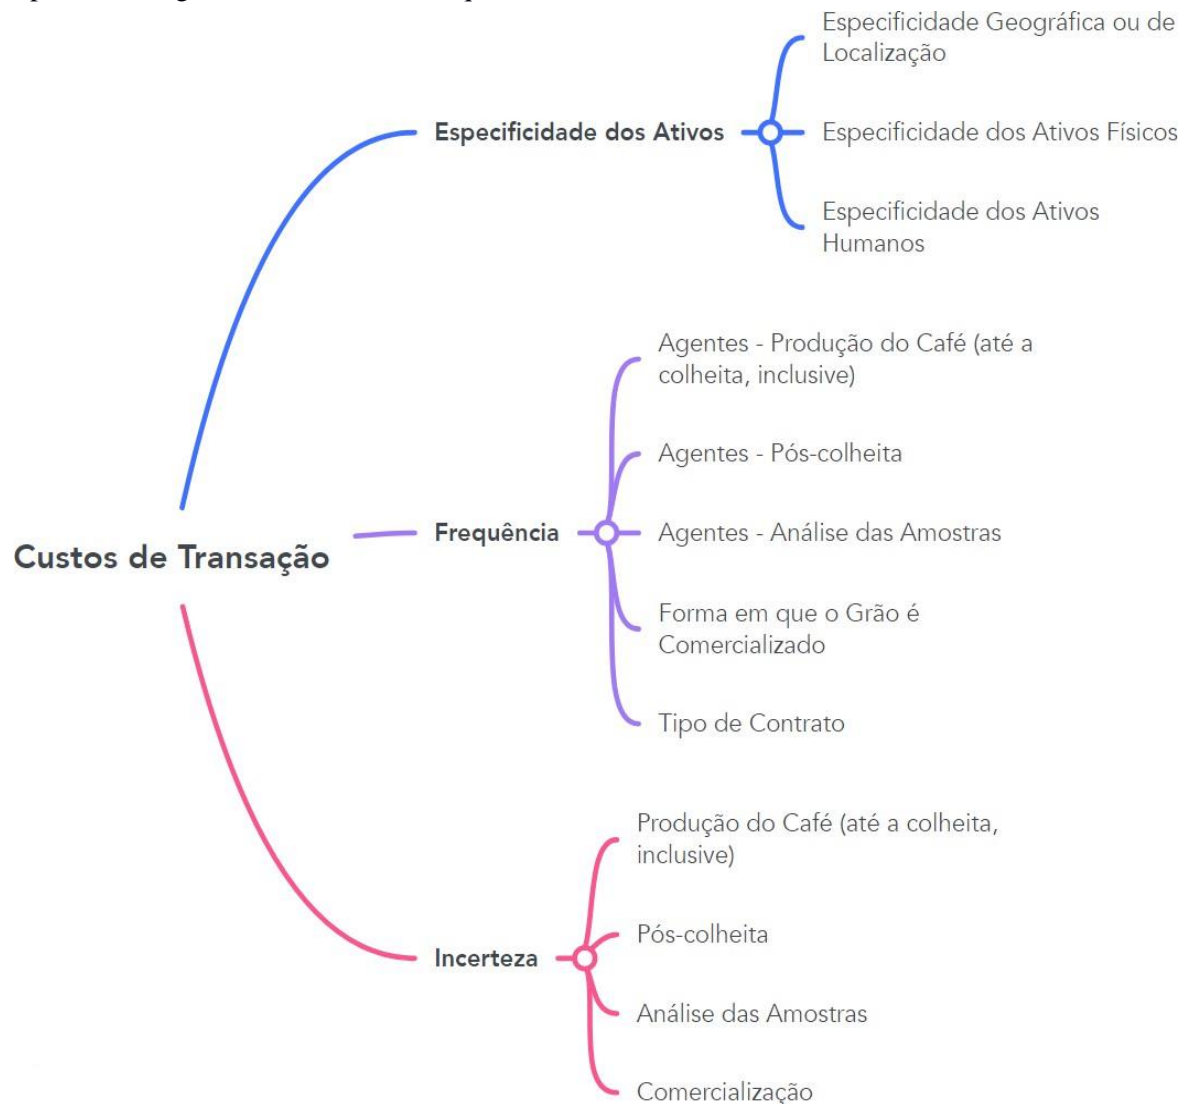 Especificidade Geográfica ou de
Localização
Especificidade dos Ativos
Especificidade dos Ativos Físicos
Especificidade dos Ativos
Humanos
Agentes - Produção do Café (até a
colheita, inclusive)
Agentes - Pós-colheita
Custos de Transação
Frequência
Agentes - Análise das Amostras
Forma em que o Grão é
Comercializado
Tipo de Contrato
Produção do Café (até a colheita,
inclusive)
Pós-colheita
Incerteza
Análise das Amostras
Comercialização